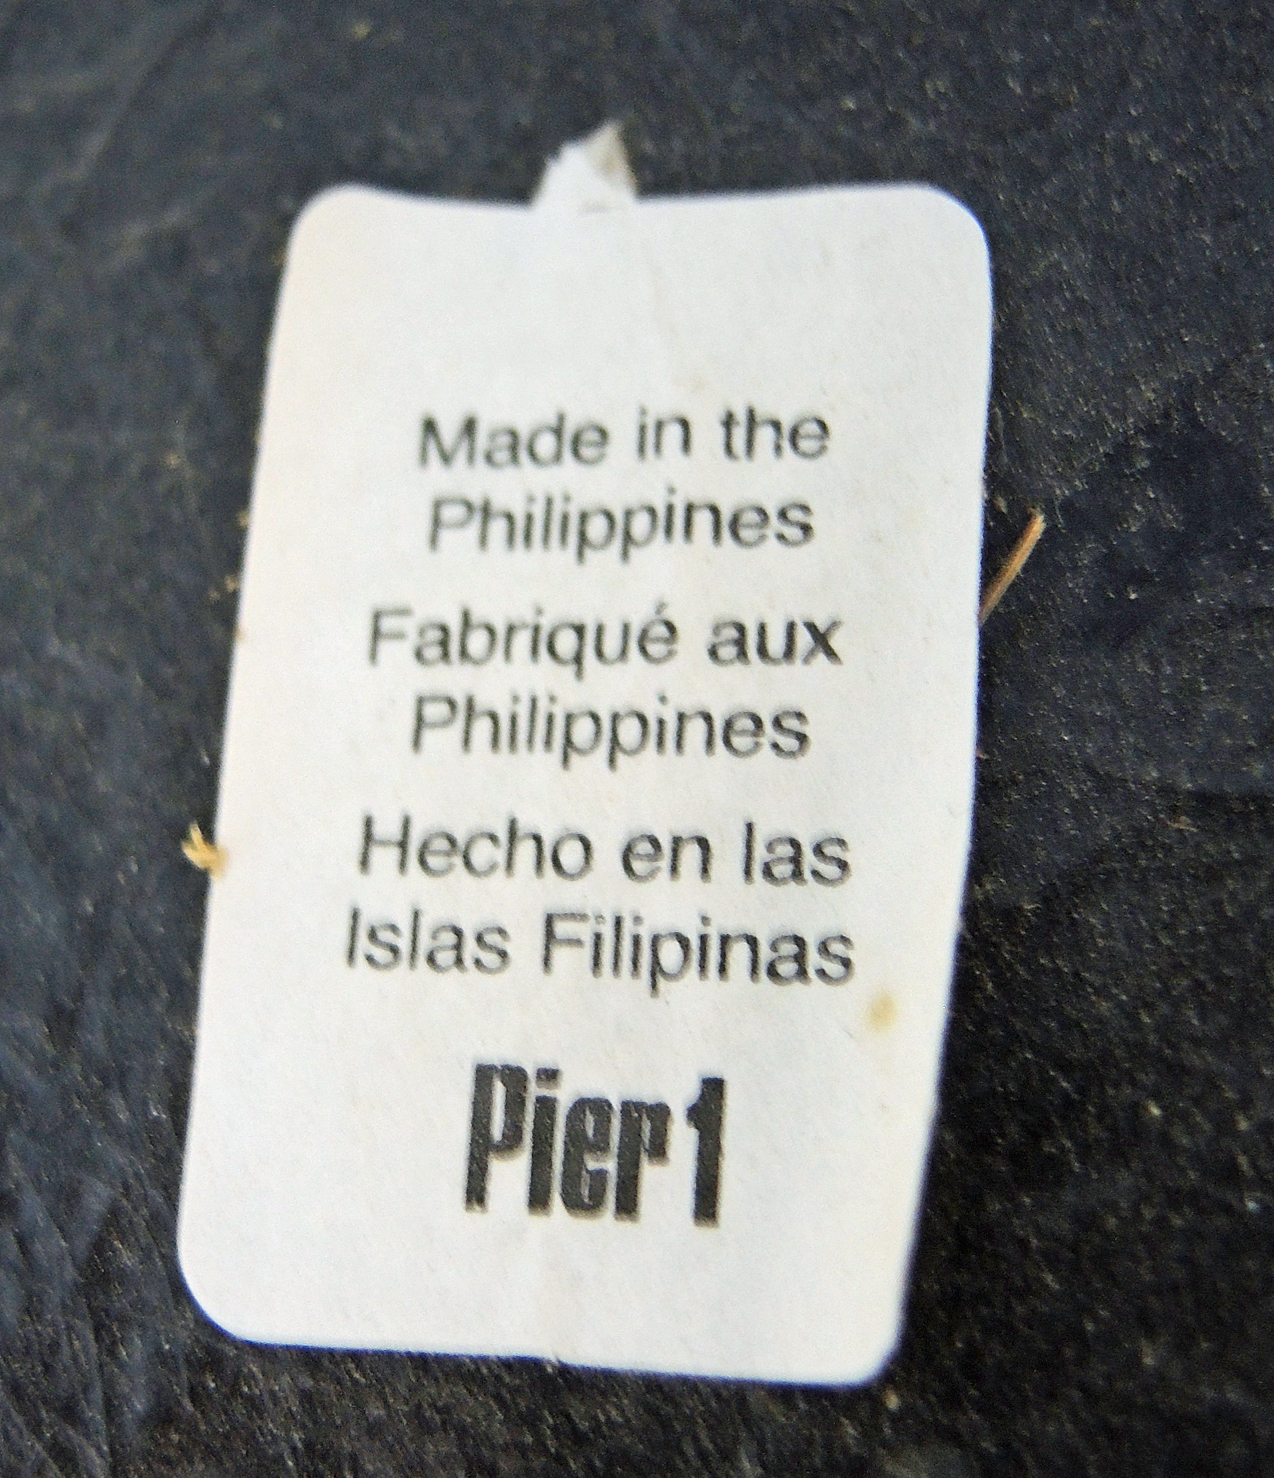 Made in the
Philippines
Fabriqué aux
Philippines
Hecho en las
Islas Filipinas
Pier 1